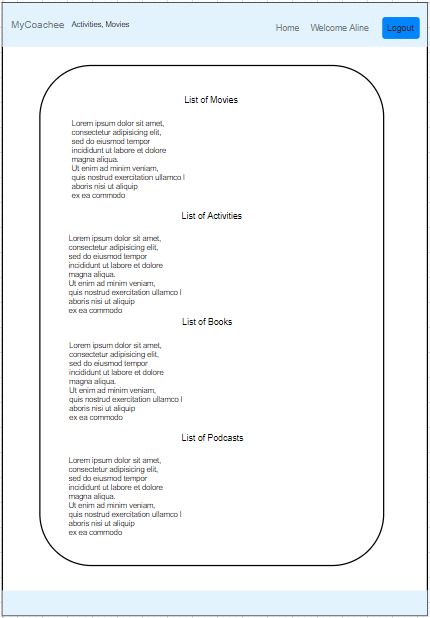 MyCoachee Activities, Movies Home Welcome Aline Logout
List of Movies
Lorem ipsum dolor sit amet,
consectetur adipisicing elit,
sed do eiusmod tempor
incididunt ut labore et dolore
magna aliqua.
Ut enim ad minim veniam,
quis nostrud exercitation ullamco l
aboris nisi ut aliquip
ex ea commodo
List of Activities
Lorem ipsum dolor sit amet,
consectetur adipisicing elit,
sed do eiusmod tempor
incididunt ut labore et dolore
magna aliqua.
Ut enim ad minim veniam,
quis nostrud exercitation ullamco l
aboris nisi ut aliquip
ex ea commodo
List of Books
Lorem ipsum dolor sit amet,
consectetur adipisicing elit,
sed do eiusmod tempor
incididunt ut labore et dolore
magna aliqua.
Ut enim ad minim veniam,
quis nostrud exercitation ullamco l
aboris nisi ut aliquip
ex ea commodo
List of Podcasts
Lorem ipsum dolor sit amet,
consectetur adipisicing elit,
sed do eiusmod tempor
incididunt ut labore et dolore
magna aliqua.
Ut enim ad minim veniam,
quis nostrud exercitation ullamco l
aboris nisi ut aliquip
ex ea commodo